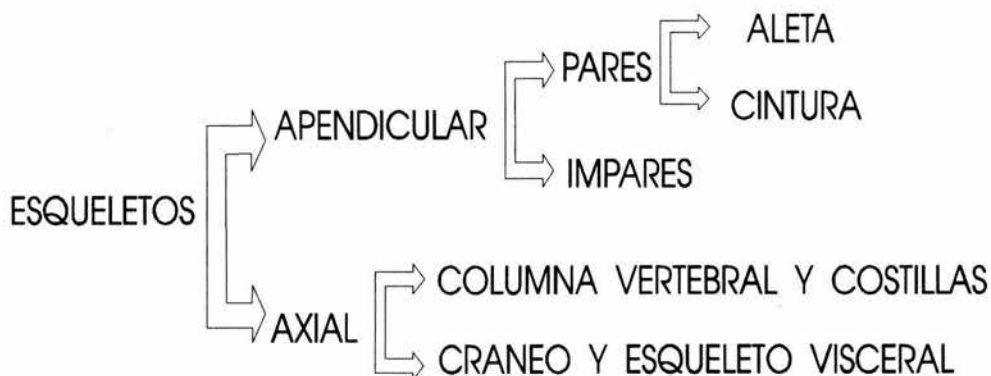 ALETA
PARES
CINTURA
APENDICULAR
IMPARES
ESQUELETOS
COLUMNA VERTEBRAL Y COSTILLAS
AXIAL
CRANEO Y ESQUELETO VISCERAL